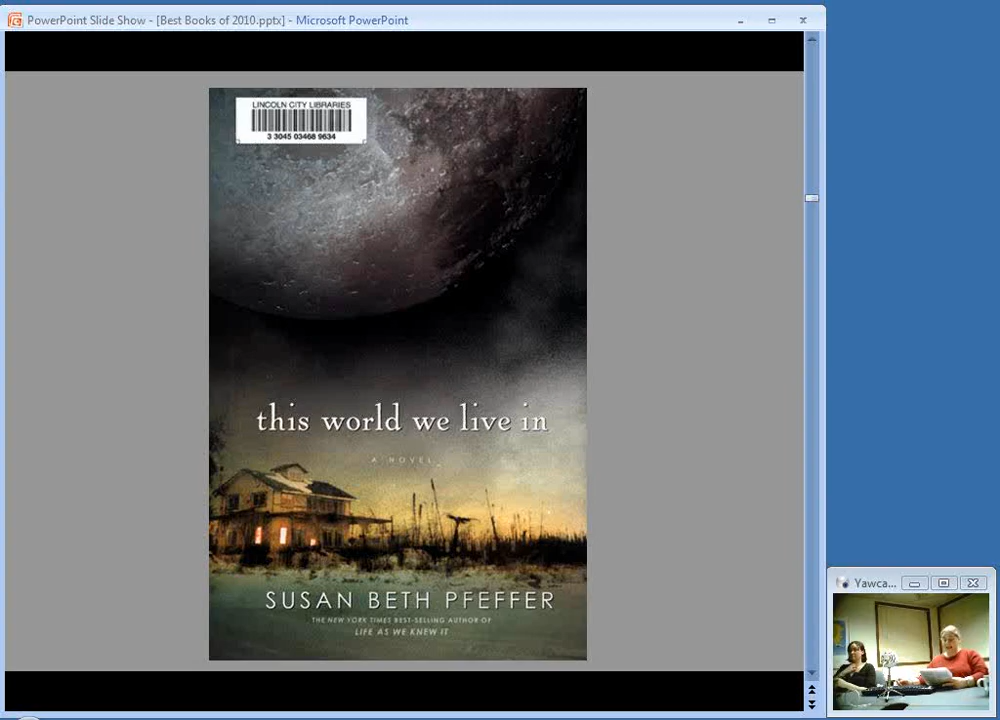 PowerPoint Slide Show - [Best Books of 2010.pptx] - Microsoft PowerPoint
LINCOLN CITY LIBRARIES
3 3045 03468 9634
this world we live in
A NOVEL
SUSAN BETH PFEFFER
THE NEW YORK TIMES BEST-SELLING AUTHOR OF
LIFE AS WE KNEW IT
Yawca...